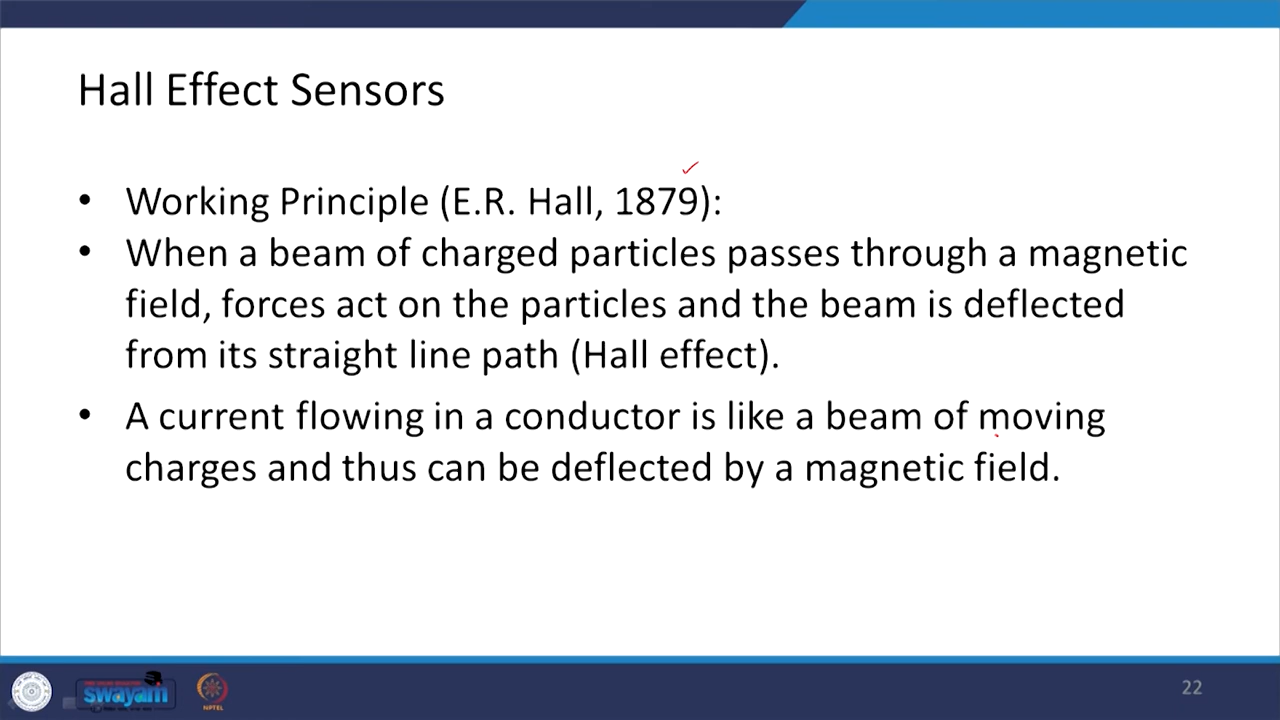 Hall Effect Sensors
• Working Principle (E.R. Hall, 1879):
• When a beam of charged particles passes through a magnetic
field, forces act on the particles and the beam is deflected
from its straight line path (Hall effect).
• A current flowing in a conductor is like a beam of moving
charges and thus can be deflected by a magnetic field.
swayam
NPTEL
22